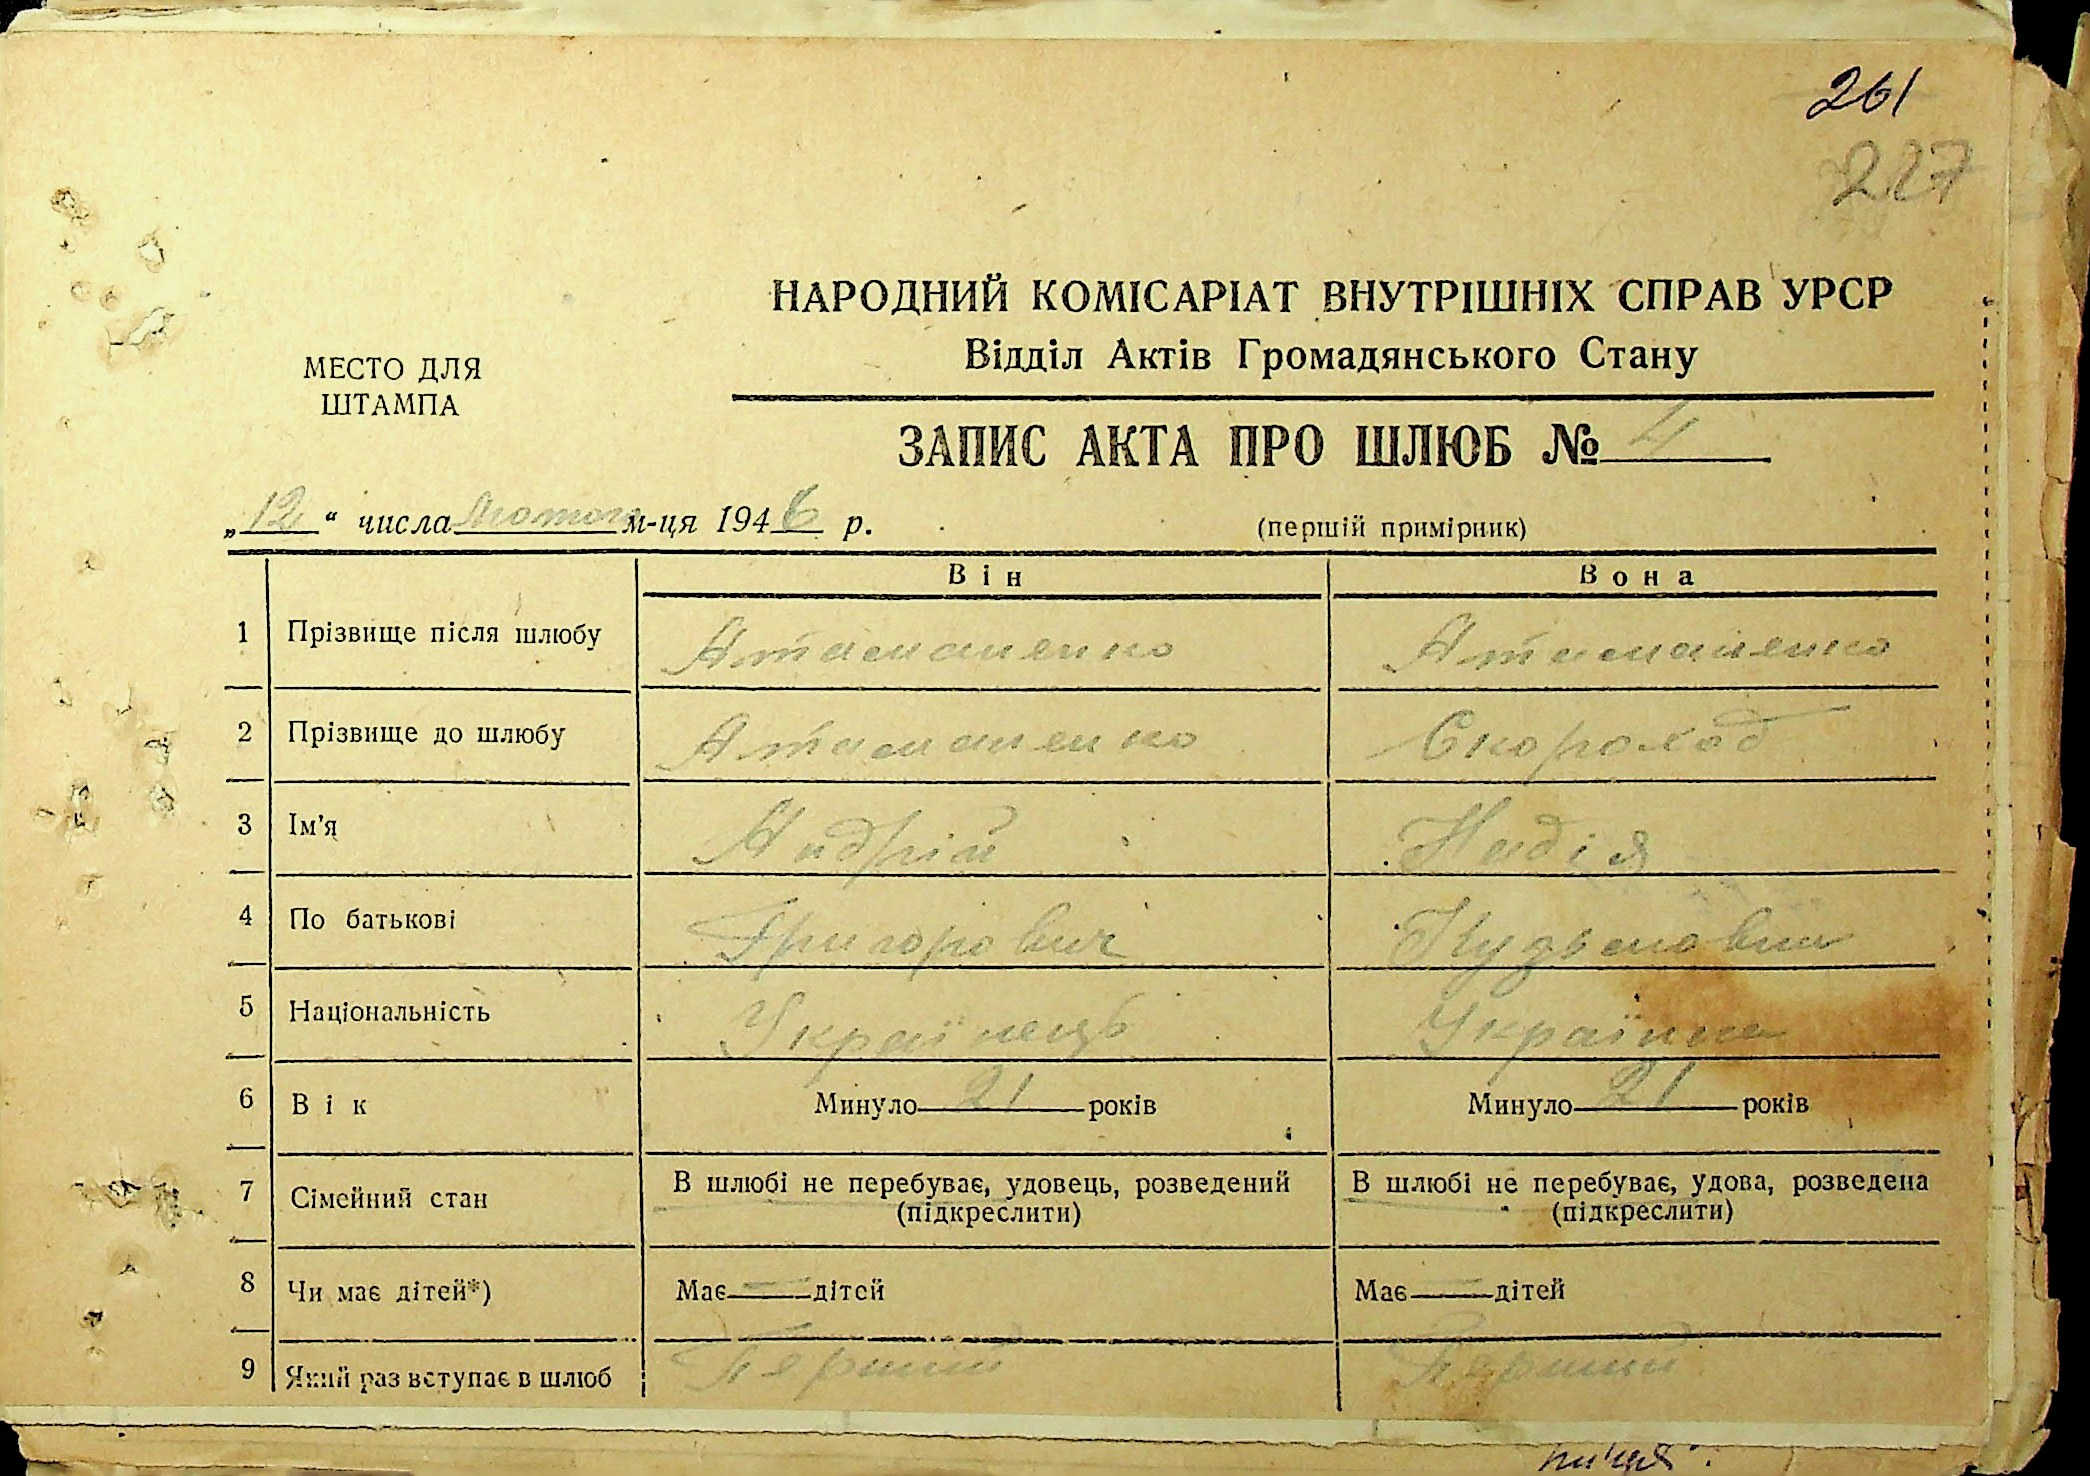 261
227
НАРОДНИЙ КОМІСАРІАТ ВНУТРІШНІХ СПРАВ УРСР
Відділ Актів Громадянського Стану
МЕСТО ДЛЯ
ШТАМПА
ЗАПИС АКТА ПРО ШЛЮБ № 4
„12“ числа лютого м-ця 1946 р.
(перший примірник)
Він Вона
1 Прізвище після шлюбу Атаманенко Атаманенко
2 Прізвище до шлюбу Атаманенко Скороход
3 Ім'я Андрій Надія
4 По батькові Григорович Кузьмовна
5 Національність Українець Українка
6 Вік Минуло 21 років Минуло 21 років
7 Сімейний стан В шлюбі не перебуває, удовець, розведений В шлюбі не перебуває, удова, розведена
(підкреслити) (підкреслити)
8 Чи має дітей*) Має — дітей Має — дітей
9 Який раз вступає в шлюб Перший Перший